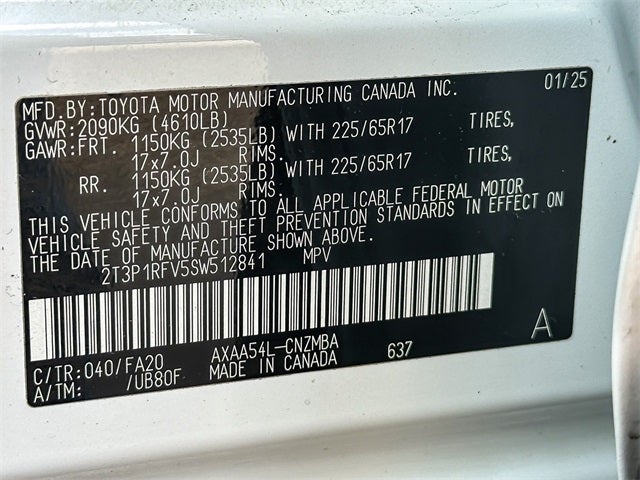 MFD.BY:TOYOTA MOTOR MANUFACTURING CANADA INC. 01/25
GVWR:2090KG (4610LB)
GAWR:FRT. 1150KG (2535LB) WITH 225/65R17 TIRES,
17x7.0J RIMS.
RR. 1150KG (2535LB) WITH 225/65R17 TIRES,
17x7.0J RIMS.
THIS VEHICLE CONFORMS TO ALL APPLICABLE FEDERAL MOTOR
VEHICLE SAFETY AND THEFT PREVENTION STANDARDS IN EFFECT ON
THE DATE OF MANUFACTURE SHOWN ABOVE.
2T3P1RFV5SW512841 MPV
A
C/TR:040/FA20 AXAA54L-CNZMBA 637
A/TM: /UB80F MADE IN CANADA